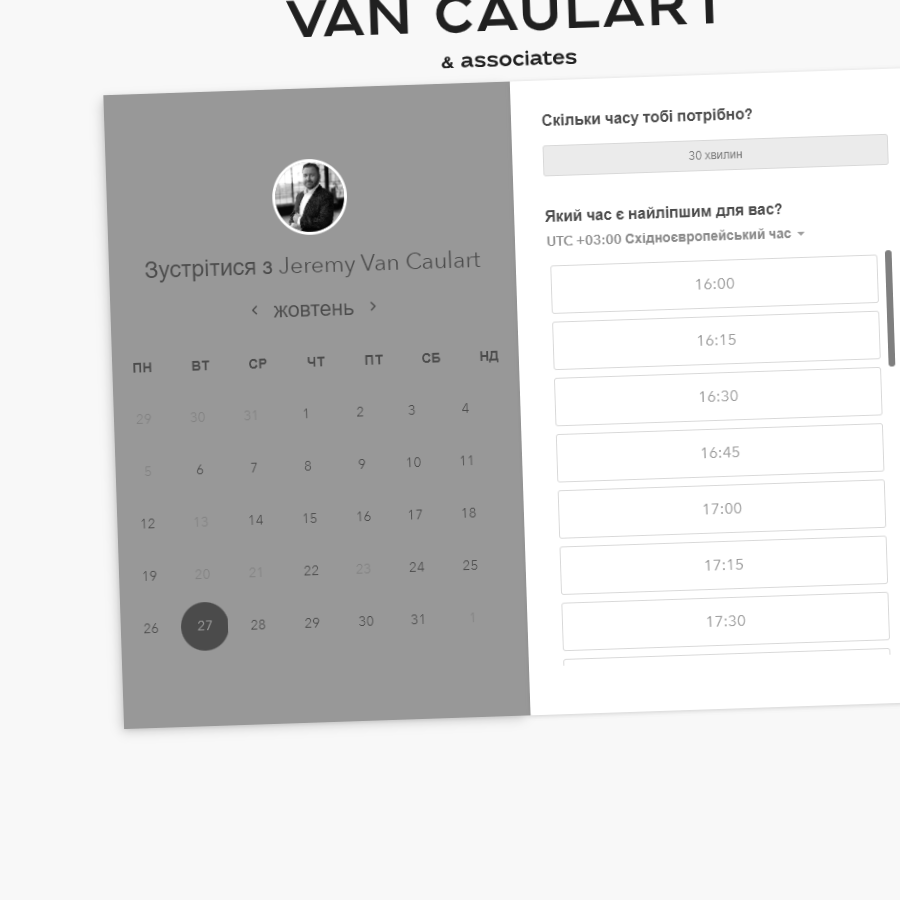 VAN CAULART
& associates
Зустрітися з Jeremy Van Caulart
жовтень
ПН ВТ СР ЧТ ПТ СБ НД
29 30 31 1 2 3 4
5 6 7 8 9 10 11
12 13 14 15 16 17 18
19 20 21 22 23 24 25
26 27 28 29 30 31 1
Скільки часу тобі потрібно?
30 хвилин
Який час є найліпшим для вас?
UTC +03:00 Східноєвропейський час
16:00
16:15
16:30
16:45
17:00
17:15
17:30